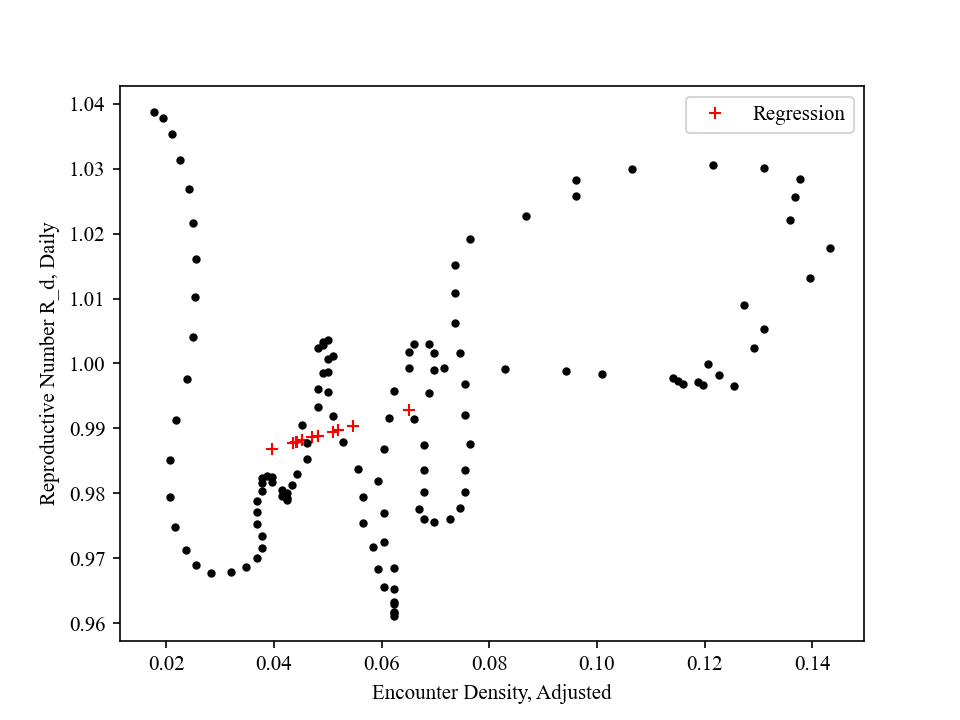 Regression
1.04
1.03
1.02
1.01
1.00
0.99
0.98
0.97
0.96
Reproductive Number R_d, Daily
0.02 0.04 0.06 0.08 0.10 0.12 0.14
Encounter Density, Adjusted